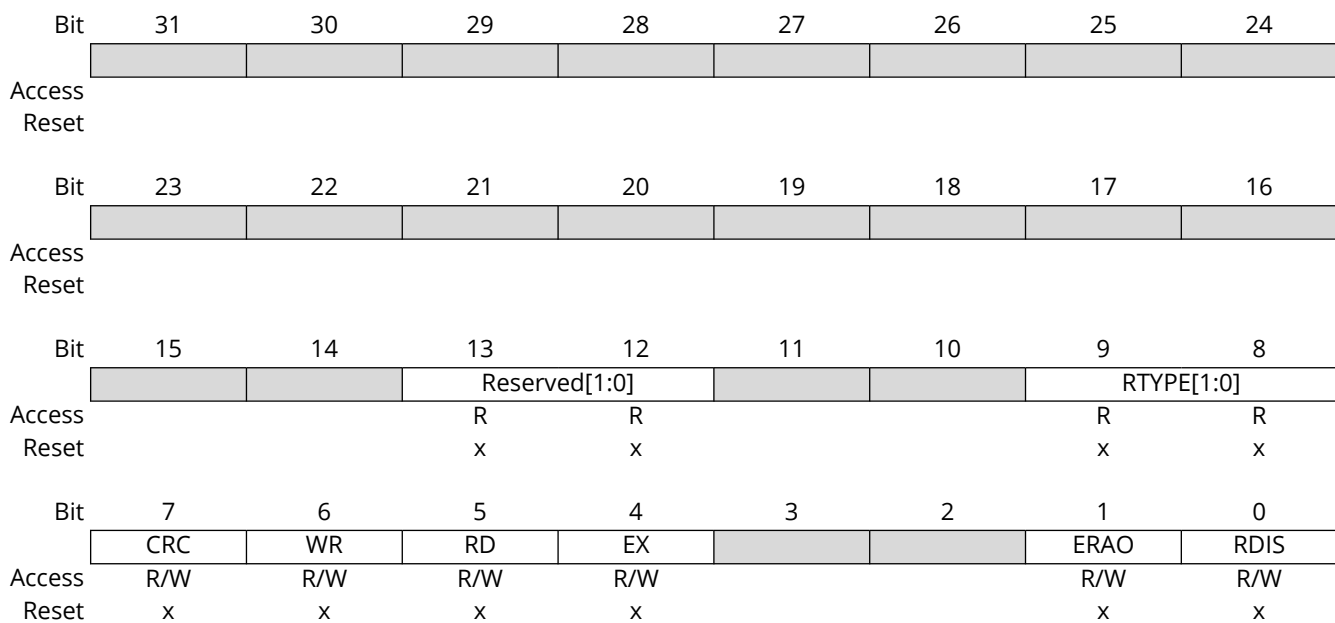 Bit 31 30 29 28 27 26 25 24
Access
Reset
Bit 23 22 21 20 19 18 17 16
Access
Reset
Bit 15 14 13 12 11 10 9 8
Reserved[1:0] RTYPE[1:0]
Access R R R R
Reset x x x x
Bit 7 6 5 4 3 2 1 0
CRC WR RD EX ERAO RDIS
Access R/W R/W R/W R/W R/W R/W
Reset x x x x x x